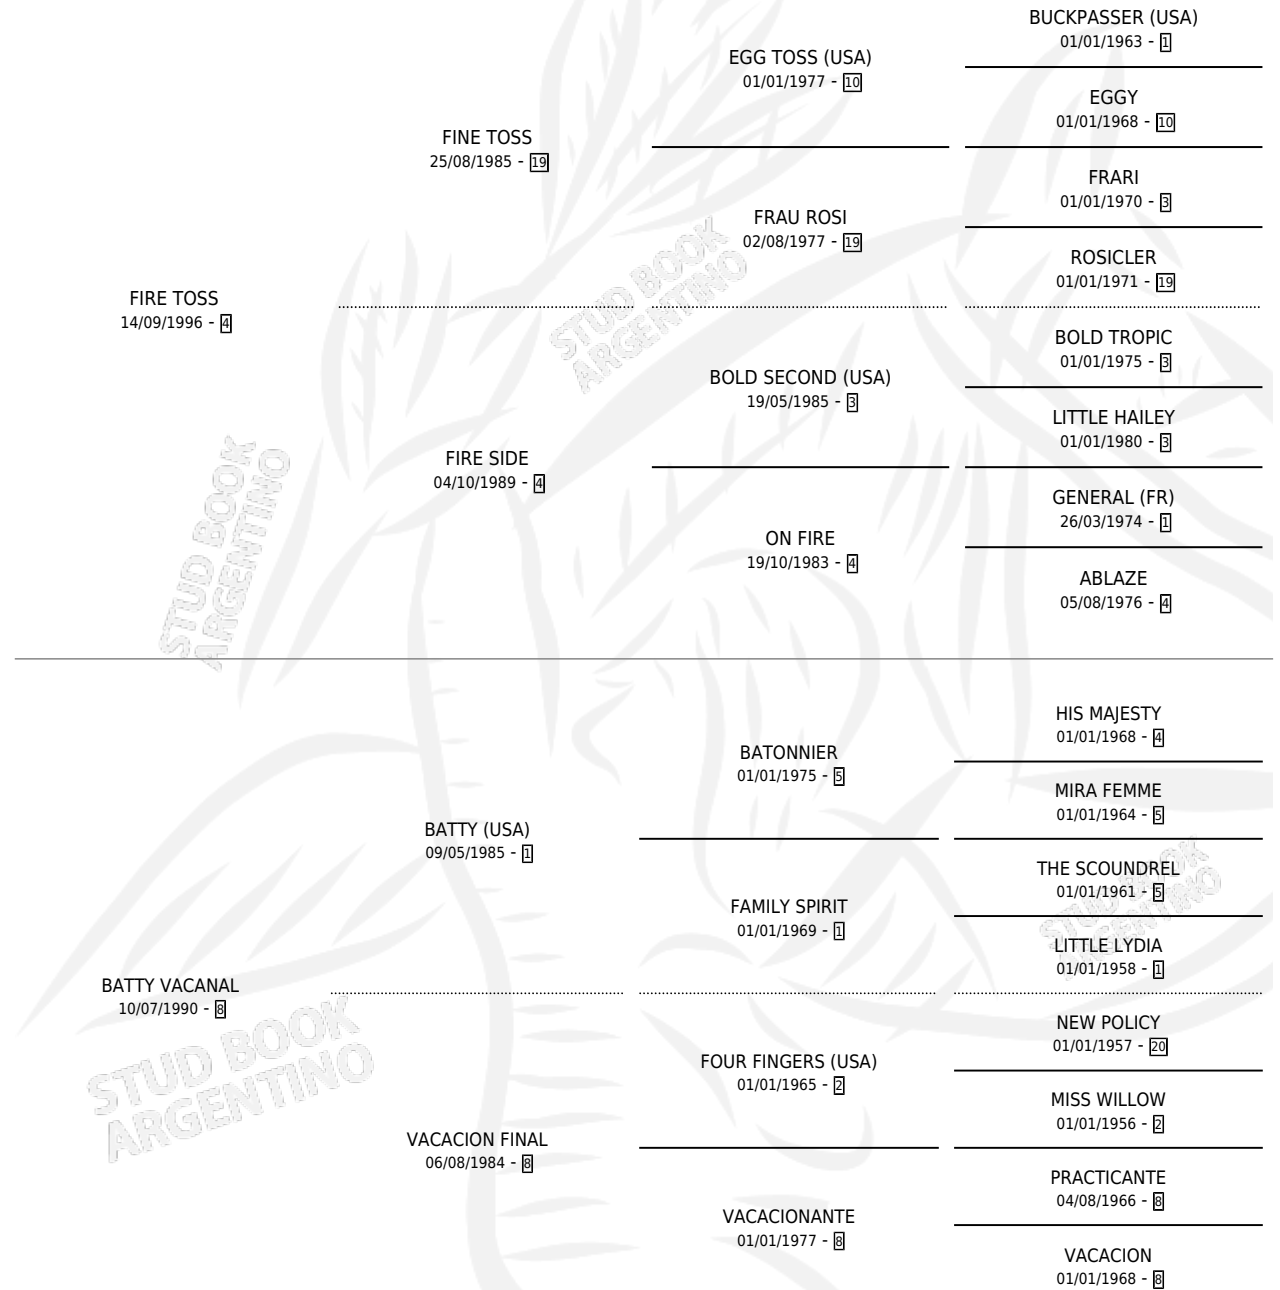 BUCKPASSER (USA)
01/01/1963 - 1
EGG TOSS (USA)
01/01/1977 - 10
EGGY
01/01/1968 - 10
FINE TOSS
25/08/1985 - 19
FRARI
01/01/1970 - 3
FRAU ROSI
02/08/1977 - 19
ROSICLER
01/01/1971 - 19
FIRE TOSS
14/09/1996 - 4
BOLD TROPIC
01/01/1975 - 3
BOLD SECOND (USA)
19/05/1985 - 3
LITTLE HAILEY
01/01/1980 - 3
FIRE SIDE
04/10/1989 - 4
GENERAL (FR)
26/03/1974 - 1
ON FIRE
19/10/1983 - 4
ABLAZE
05/08/1976 - 4
HIS MAJESTY
01/01/1968 - 4
BATONNIER
01/01/1975 - 5
MIRA FEMME
01/01/1964 - 5
BATTY (USA)
09/05/1985 - 1
THE SCOUNDREL
01/01/1961 - 5
FAMILY SPIRIT
01/01/1969 - 1
LITTLE LYDIA
01/01/1958 - 1
BATTY VACANAL
10/07/1990 - 8
NEW POLICY
01/01/1957 - 20
FOUR FINGERS (USA)
01/01/1965 - 2
MISS WILLOW
01/01/1956 - 2
VACACION FINAL
06/08/1984 - 8
PRACTICANTE
04/08/1966 - 8
VACACIONANTE
01/01/1977 - 8
VACACION
01/01/1968 - 8
STUD BOOK
ARGENTINO
STUD BOOK
ARGENTINO
STUD BOOK
ARGENTINO
STUD BOOK
ARGENTINO